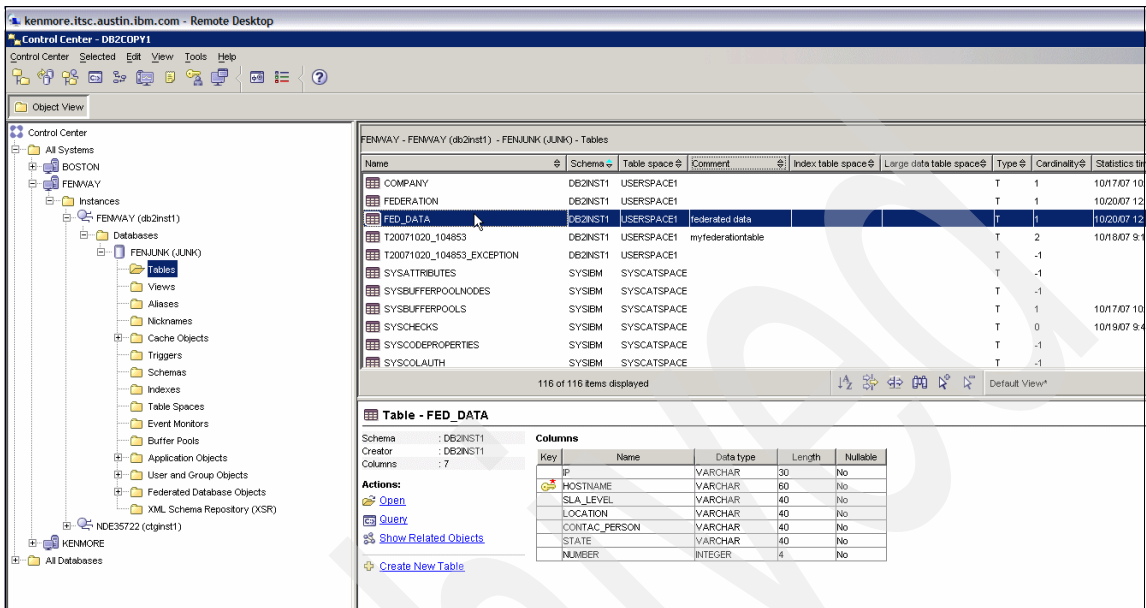 kenmore.itsc.austin.ibm.com - Remote Desktop
Control Center - DB2COPY1
Control Center Selected Edit View Tools Help
Object View
Control Center
All Systems
BOSTON
FENWAY
Instances
FENWAY (db2inst1)
Databases
FENJUNK (JUNK)
Tables
Views
Aliases
Nicknames
Cache Objects
Triggers
Schemas
Indexes
Table Spaces
Event Monitors
Buffer Pools
Application Objects
User and Group Objects
Federated Database Objects
XML Schema Repository (XSR)
NDE35722 (ctginst1)
KENMORE
All Databases
FENWAY - FENWAY (db2inst1) - FENJUNK (JUNK) - Tables
Name Schema Table space Comment Index table space Large data table space Type Cardinality Statistics tim
COMPANY DB2INST1 USERSPACE1 T 1 10/17/07 10:
FEDERATION DB2INST1 USERSPACE1 T 1 10/20/07 12
FED_DATA DB2INST1 USERSPACE1 federated data T 1 10/20/07 12
T20071020_104853 DB2INST1 USERSPACE1 myfederationtable T 2 10/18/07 9:1
T20071020_104853_EXCEPTION DB2INST1 USERSPACE1 T -1
SYSATTRIBUTES SYSIBM SYSCATSPACE T -1
SYSBUFFERPOOLNODES SYSIBM SYSCATSPACE T -1
SYSBUFFERPOOLS SYSIBM SYSCATSPACE T 1 10/17/07 10:
SYSCHECKS SYSIBM SYSCATSPACE T 0 10/19/07 9:4
SYSCODEPROPERTIES SYSIBM SYSCATSPACE T -1
SYSCOLAUTH SYSIBM SYSCATSPACE T -1
116 of 116 items displayed Default View*
Table - FED_DATA
Schema : DB2INST1
Creator : DB2INST1
Columns : 7
Actions:
Open
Query
Show Related Objects
Create New Table
Columns
Key Name Data type Length Nullable
IP VARCHAR 30 No
HOSTNAME VARCHAR 60 No
SLA_LEVEL VARCHAR 40 No
LOCATION VARCHAR 40 No
CONTAC_PERSON VARCHAR 40 No
STATE VARCHAR 40 No
NUMBER INTEGER 4 No